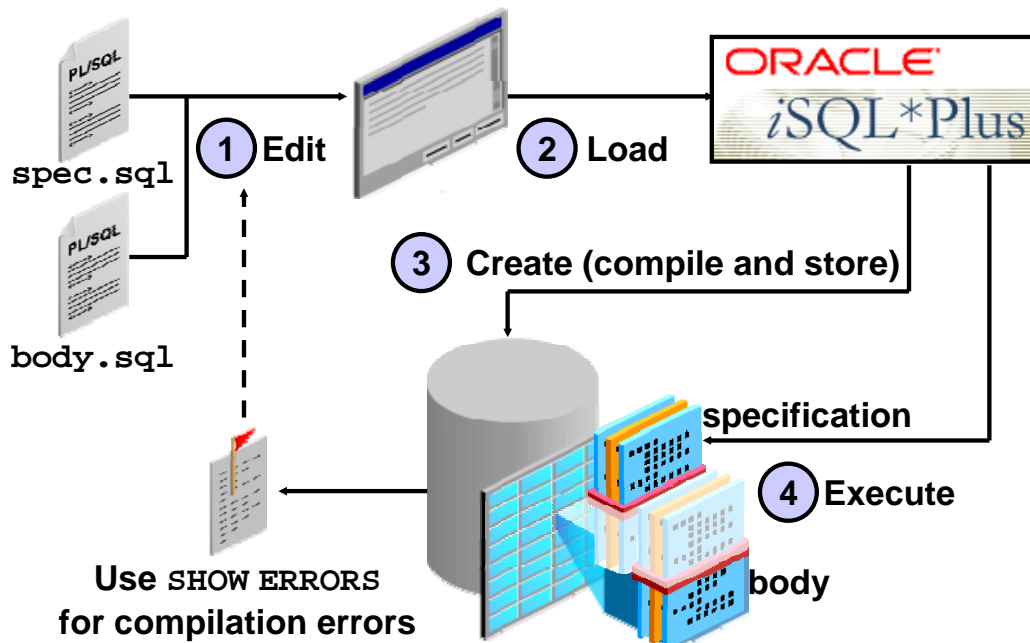 PL/SQL
spec.sql
PL/SQL
body.sql
1 Edit
2 Load
ORACLE®
iSQL*Plus
3 Create (compile and store)
specification
4 Execute
body
Use SHOW ERRORS
for compilation errors